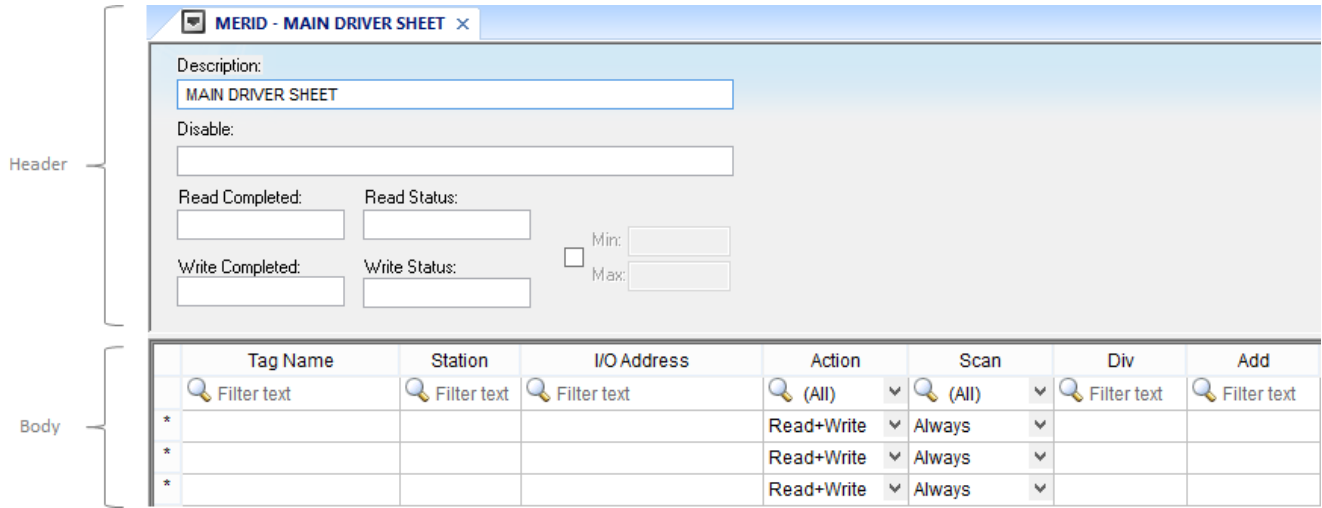 MERID - MAIN DRIVER SHEET ×
Description:
MAIN DRIVER SHEET
Disable:
Header
Read Completed: Read Status:
Min:
Write Completed: Write Status:
Max:
Tag Name Station I/O Address Action Scan Div Add
Filter text Filter text Filter text (All) (All) Filter text Filter text
Body
* Read+Write Always
* Read+Write Always
* Read+Write Always